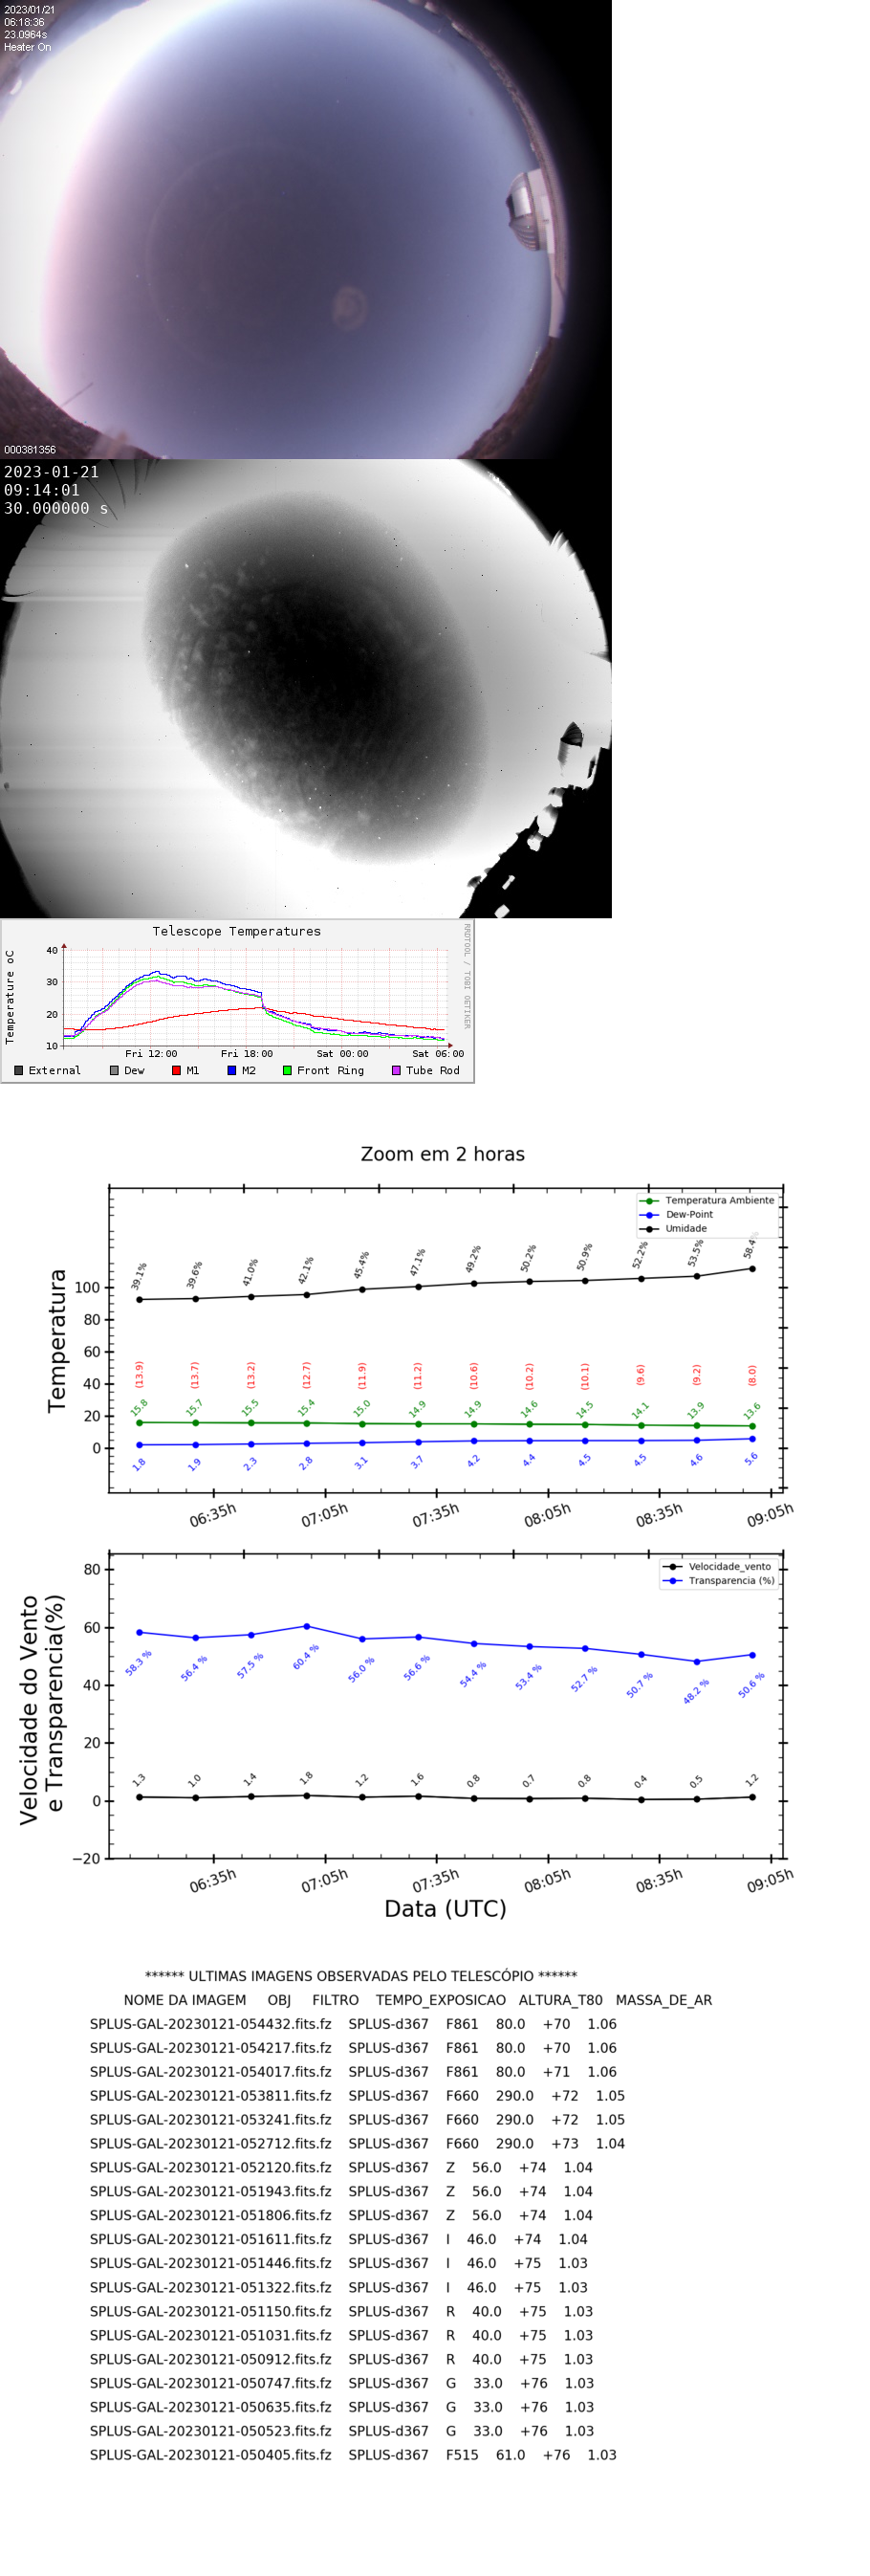 2023/01/21
06:18:36
23.0964s
Heater On
000381356
2023-01-21
09:14:01
30.000000 s
Telescope Temperatures
RRDTOOL / TOBI OETIKER
Temperature oC
40
30
20
10
Fri 12:00 Fri 18:00 Sat 00:00 Sat 06:00
External Dew M1 M2 Front Ring Tube Rod
Zoom em 2 horas
Temperatura Ambiente
Dew-Point
Umidade
Temperatura
100
80
60
40
20
0
39.1% 39.6% 41.0% 42.1% 45.4% 47.1% 49.2% 50.2% 50.9% 52.2% 53.5% 58.4%
(13.9) (13.7) (13.2) (12.7) (11.9) (11.2) (10.6) (10.2) (10.1) (9.6) (9.2) (8.0)
15.8 15.7 15.5 15.4 15.0 14.9 14.9 14.6 14.5 14.1 13.9 13.6
1.8 1.9 2.3 2.8 3.1 3.7 4.2 4.4 4.5 4.5 4.6 5.6
06:35h 07:05h 07:35h 08:05h 08:35h 09:05h
Velocidade_vento
Transparencia (%)
Velocidade do Vento
e Transparencia(%)
80
60
40
20
0
−20
58.3 % 56.4 % 57.5 % 60.4 % 56.0 % 56.6 % 54.4 % 53.4 % 52.7 % 50.7 % 48.2 % 50.6 %
1.3 1.0 1.4 1.8 1.2 1.6 0.8 0.7 0.8 0.4 0.5 1.2
06:35h 07:05h 07:35h 08:05h 08:35h 09:05h
Data (UTC)
****** ULTIMAS IMAGENS OBSERVADAS PELO TELESCÓPIO ******
NOME DA IMAGEM OBJ FILTRO TEMPO_EXPOSICAO ALTURA_T80 MASSA_DE_AR
SPLUS-GAL-20230121-054432.fits.fz SPLUS-d367 F861 80.0 +70 1.06
SPLUS-GAL-20230121-054217.fits.fz SPLUS-d367 F861 80.0 +70 1.06
SPLUS-GAL-20230121-054017.fits.fz SPLUS-d367 F861 80.0 +71 1.06
SPLUS-GAL-20230121-053811.fits.fz SPLUS-d367 F660 290.0 +72 1.05
SPLUS-GAL-20230121-053241.fits.fz SPLUS-d367 F660 290.0 +72 1.05
SPLUS-GAL-20230121-052712.fits.fz SPLUS-d367 F660 290.0 +73 1.04
SPLUS-GAL-20230121-052120.fits.fz SPLUS-d367 Z 56.0 +74 1.04
SPLUS-GAL-20230121-051943.fits.fz SPLUS-d367 Z 56.0 +74 1.04
SPLUS-GAL-20230121-051806.fits.fz SPLUS-d367 Z 56.0 +74 1.04
SPLUS-GAL-20230121-051611.fits.fz SPLUS-d367 I 46.0 +74 1.04
SPLUS-GAL-20230121-051446.fits.fz SPLUS-d367 I 46.0 +75 1.03
SPLUS-GAL-20230121-051322.fits.fz SPLUS-d367 I 46.0 +75 1.03
SPLUS-GAL-20230121-051150.fits.fz SPLUS-d367 R 40.0 +75 1.03
SPLUS-GAL-20230121-051031.fits.fz SPLUS-d367 R 40.0 +75 1.03
SPLUS-GAL-20230121-050912.fits.fz SPLUS-d367 R 40.0 +75 1.03
SPLUS-GAL-20230121-050747.fits.fz SPLUS-d367 G 33.0 +76 1.03
SPLUS-GAL-20230121-050635.fits.fz SPLUS-d367 G 33.0 +76 1.03
SPLUS-GAL-20230121-050523.fits.fz SPLUS-d367 G 33.0 +76 1.03
SPLUS-GAL-20230121-050405.fits.fz SPLUS-d367 F515 61.0 +76 1.03